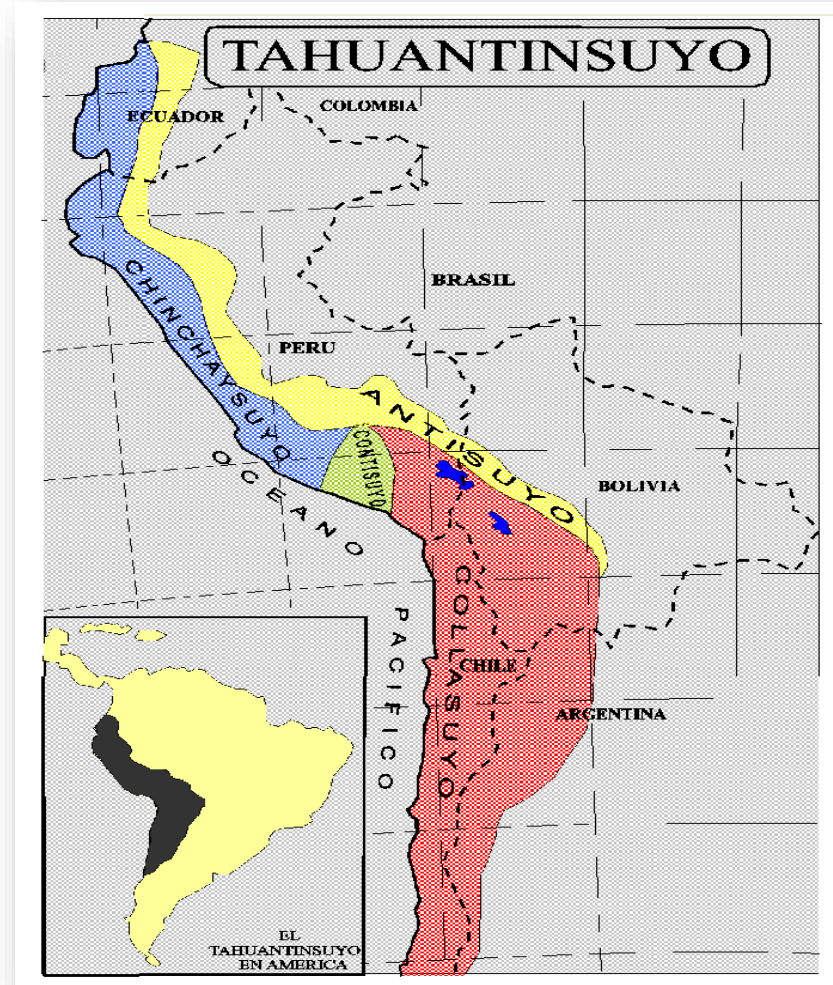 TAHUANTINSUYO
COLOMBIA
ECUADOR
BRASIL
CHINCHAYSUYO
PERU
ANTISUYO
CONTISUYO
OCEANO
BOLIVIA
COLLASUYO
PACIFICO
CHILE
ARGENTINA
EL
TAHUANTINSUYO
EN AMERICA